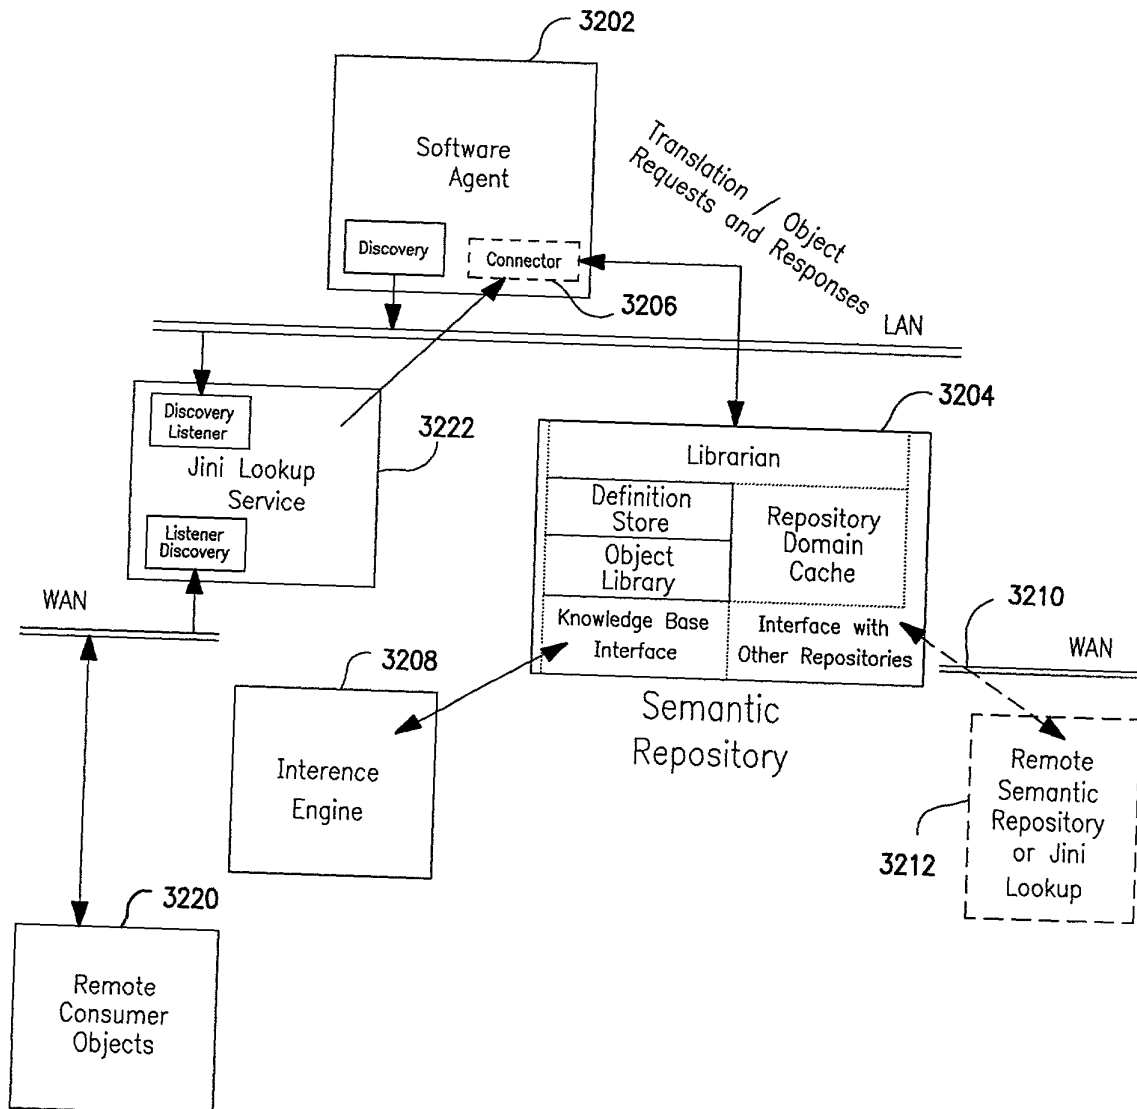 3202
Software
Agent
Discovery
Connector
3206
Translation / Object
Requests and Responses
LAN
Discovery
Listener
3222
Jini Lookup
Service
Listener
Discovery
WAN
3204
Librarian
Definition
Store
Object
Library
Repository
Domain
Cache
Knowledge Base
Interface
Interface with
Other Repositories
Semantic
Repository
3210
WAN
3208
Interence
Engine
Remote
Semantic
Repository
or Jini
Lookup
3212
3220
Remote
Consumer
Objects